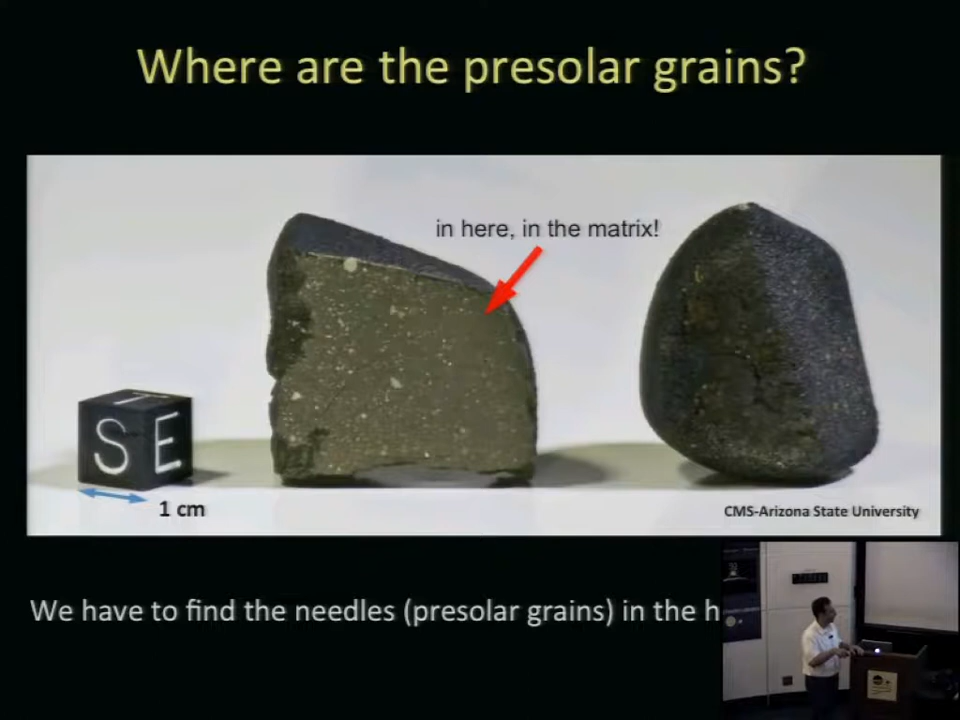 Where are the presolar grains?
in here, in the matrix!
T
S E
1 cm
CMS-Arizona State University
We have to find the needles (presolar grains) in the h